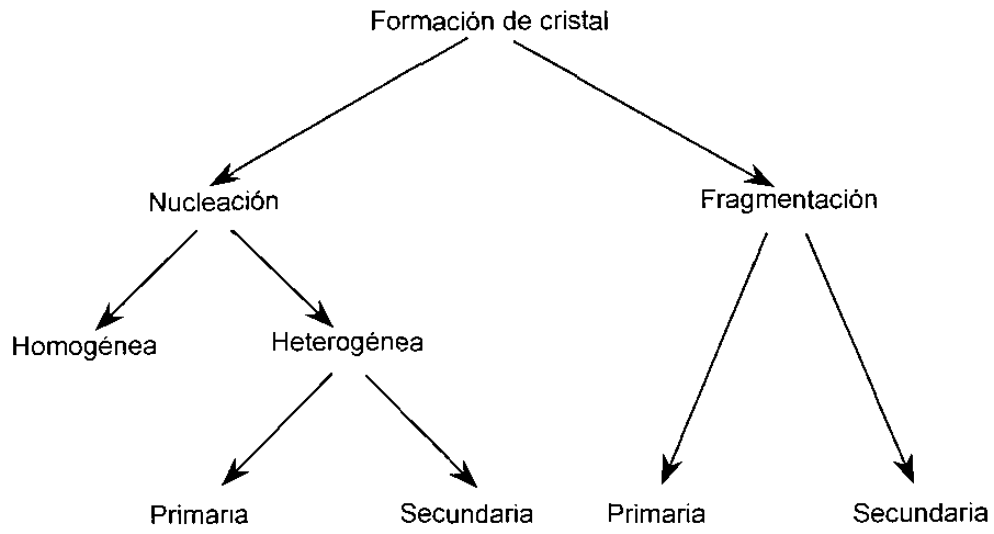 Formación de cristal
Nucleación
Fragmentación
Homogénea
Heterogénea
Primaria
Secundaria
Primaria
Secundaria